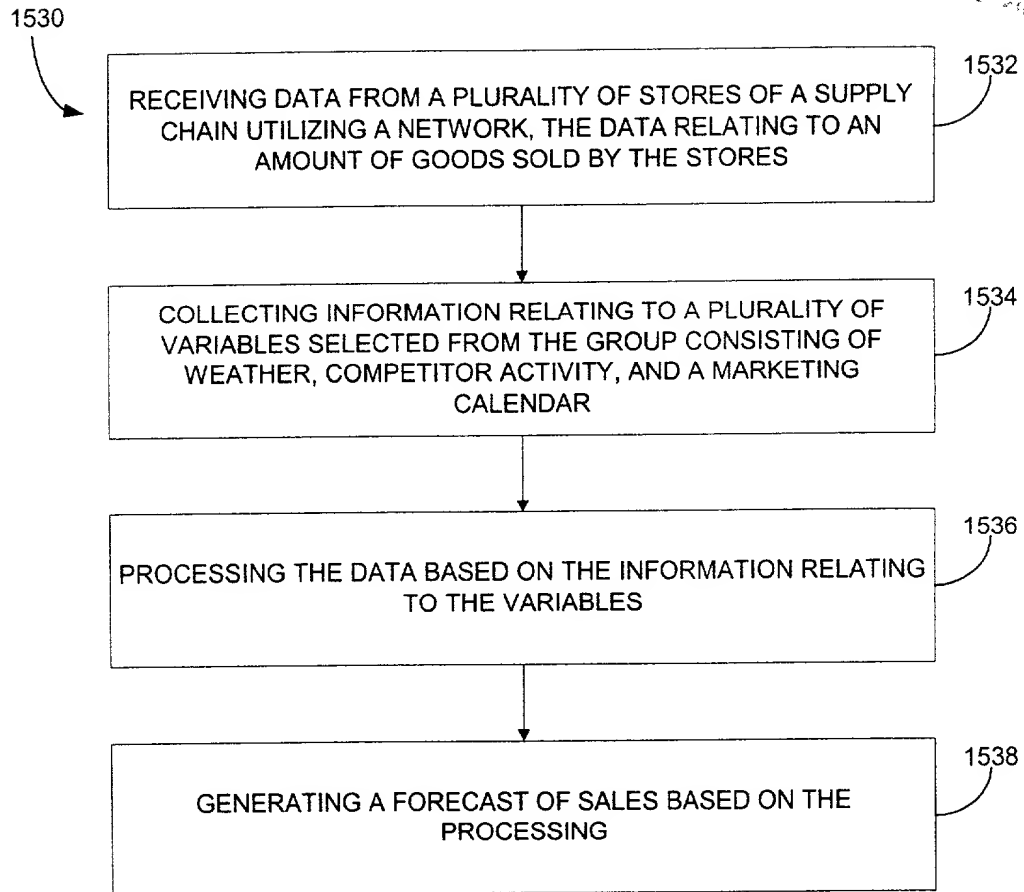 1530
1532
RECEIVING DATA FROM A PLURALITY OF STORES OF A SUPPLY
CHAIN UTILIZING A NETWORK, THE DATA RELATING TO AN
AMOUNT OF GOODS SOLD BY THE STORES
1534
COLLECTING INFORMATION RELATING TO A PLURALITY OF
VARIABLES SELECTED FROM THE GROUP CONSISTING OF
WEATHER, COMPETITOR ACTIVITY, AND A MARKETING
CALENDAR
1536
PROCESSING THE DATA BASED ON THE INFORMATION RELATING
TO THE VARIABLES
1538
GENERATING A FORECAST OF SALES BASED ON THE
PROCESSING